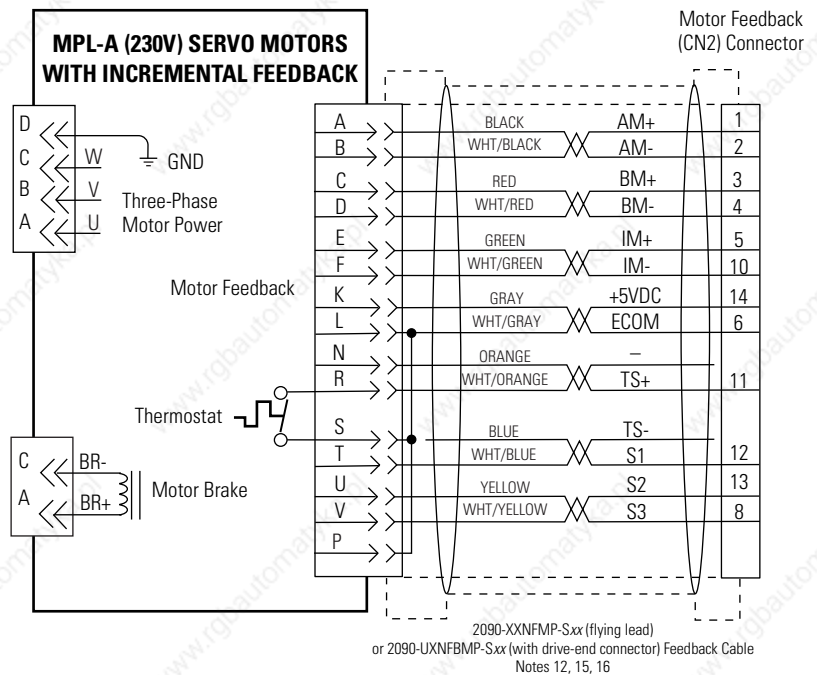 Motor Feedback
(CN2) Connector
MPL-A (230V) SERVO MOTORS
WITH INCREMENTAL FEEDBACK
D
C W GND
B V Three-Phase
A U Motor Power
Motor Feedback
Thermostat
C BR-
A BR+ Motor Brake
A BLACK AM+ 1
B WHT/BLACK AM- 2
C RED BM+ 3
D WHT/RED BM- 4
E GREEN IM+ 5
F WHT/GREEN IM- 10
K GRAY +5VDC 14
L WHT/GRAY ECOM 6
N ORANGE –
R WHT/ORANGE TS+ 11
S BLUE TS-
T WHT/BLUE S1 12
U YELLOW S2 13
V WHT/YELLOW S3 8
P
2090-XXNFMP-Sxx (flying lead)
or 2090-UXNFBMP-Sxx (with drive-end connector) Feedback Cable
Notes 12, 15, 16
www.rgbautomatyka.pl